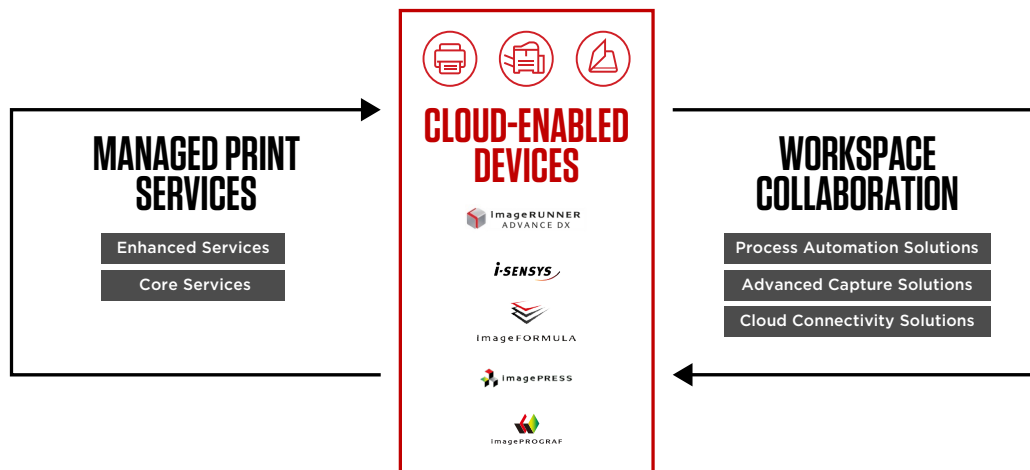 MANAGED PRINT
SERVICES
Enhanced Services
Core Services
CLOUD-ENABLED
DEVICES
imageRUNNER
ADVANCE DX
i-SENSYS
imageFORMULA
imagePRESS
imagePROGRAF
WORKSPACE
COLLABORATION
Process Automation Solutions
Advanced Capture Solutions
Cloud Connectivity Solutions